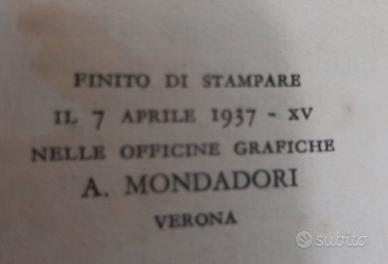 FINITO DI STAMPARE
IL 7 APRILE 1937 - XV
NELLE OFFICINE GRAFICHE
A. MONDADORI
VERONA
subito